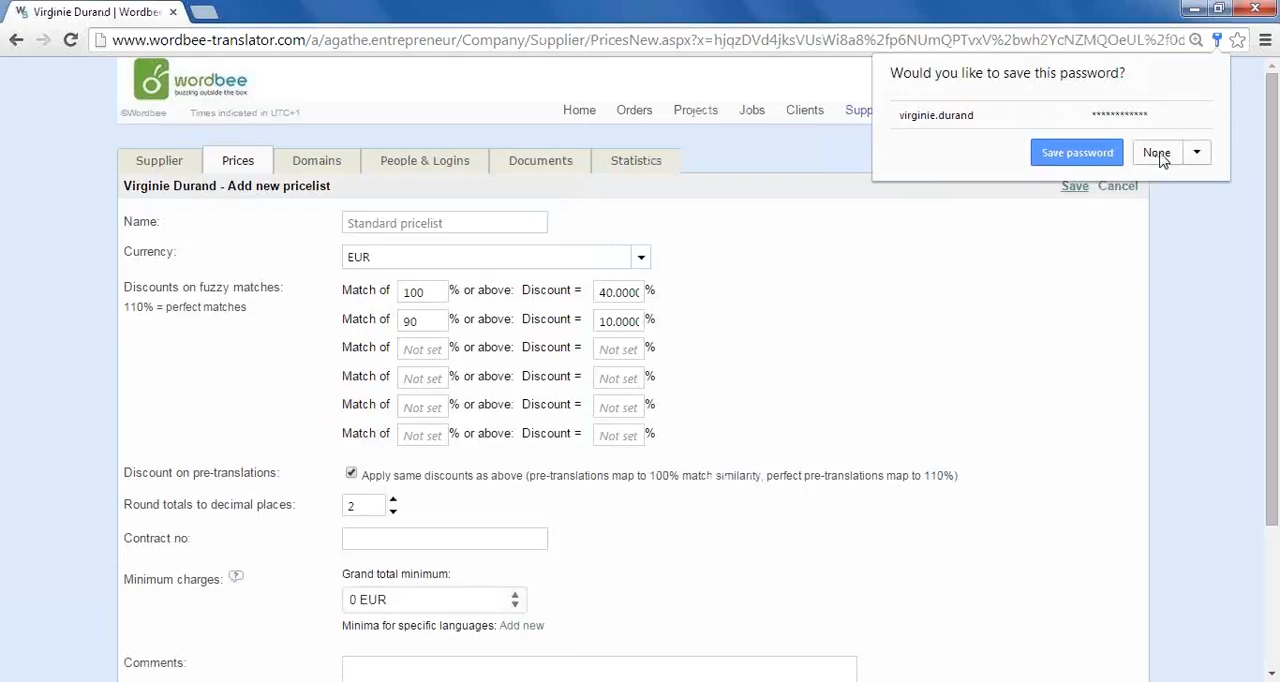 Virginie Durand | Wordbe
www.wordbee-translator.com/a/agathe.entrepreneur/Company/Supplier/PricesNew.aspx?x=hjqzDVd4jksVUsWi8a8%2fp6NUmQPTvxV%2bwh2YcNZMQOeUL%2f0d
wordbee
buzzing outside the box
©Wordbee Times indicated in UTC+1
Home Orders Projects Jobs Clients Supp
Would you like to save this password?
virginie.durand ************
Save password None
Supplier Prices Domains People & Logins Documents Statistics
Virginie Durand - Add new pricelist Save Cancel
Name: Standard pricelist
Currency: EUR
Discounts on fuzzy matches: Match of 100 % or above: Discount = 40.000( %
110% = perfect matches
Match of 90 % or above: Discount = 10.000( %
Match of Not set % or above: Discount = Not set %
Match of Not set % or above: Discount = Not set %
Match of Not set % or above: Discount = Not set %
Match of Not set % or above: Discount = Not set %
Discount on pre-translations: Apply same discounts as above (pre-translations map to 100% match similarity, perfect pre-translations map to 110%)
Round totals to decimal places: 2
Contract no:
Minimum charges: ? Grand total minimum:
0 EUR
Minima for specific languages: Add new
Comments: